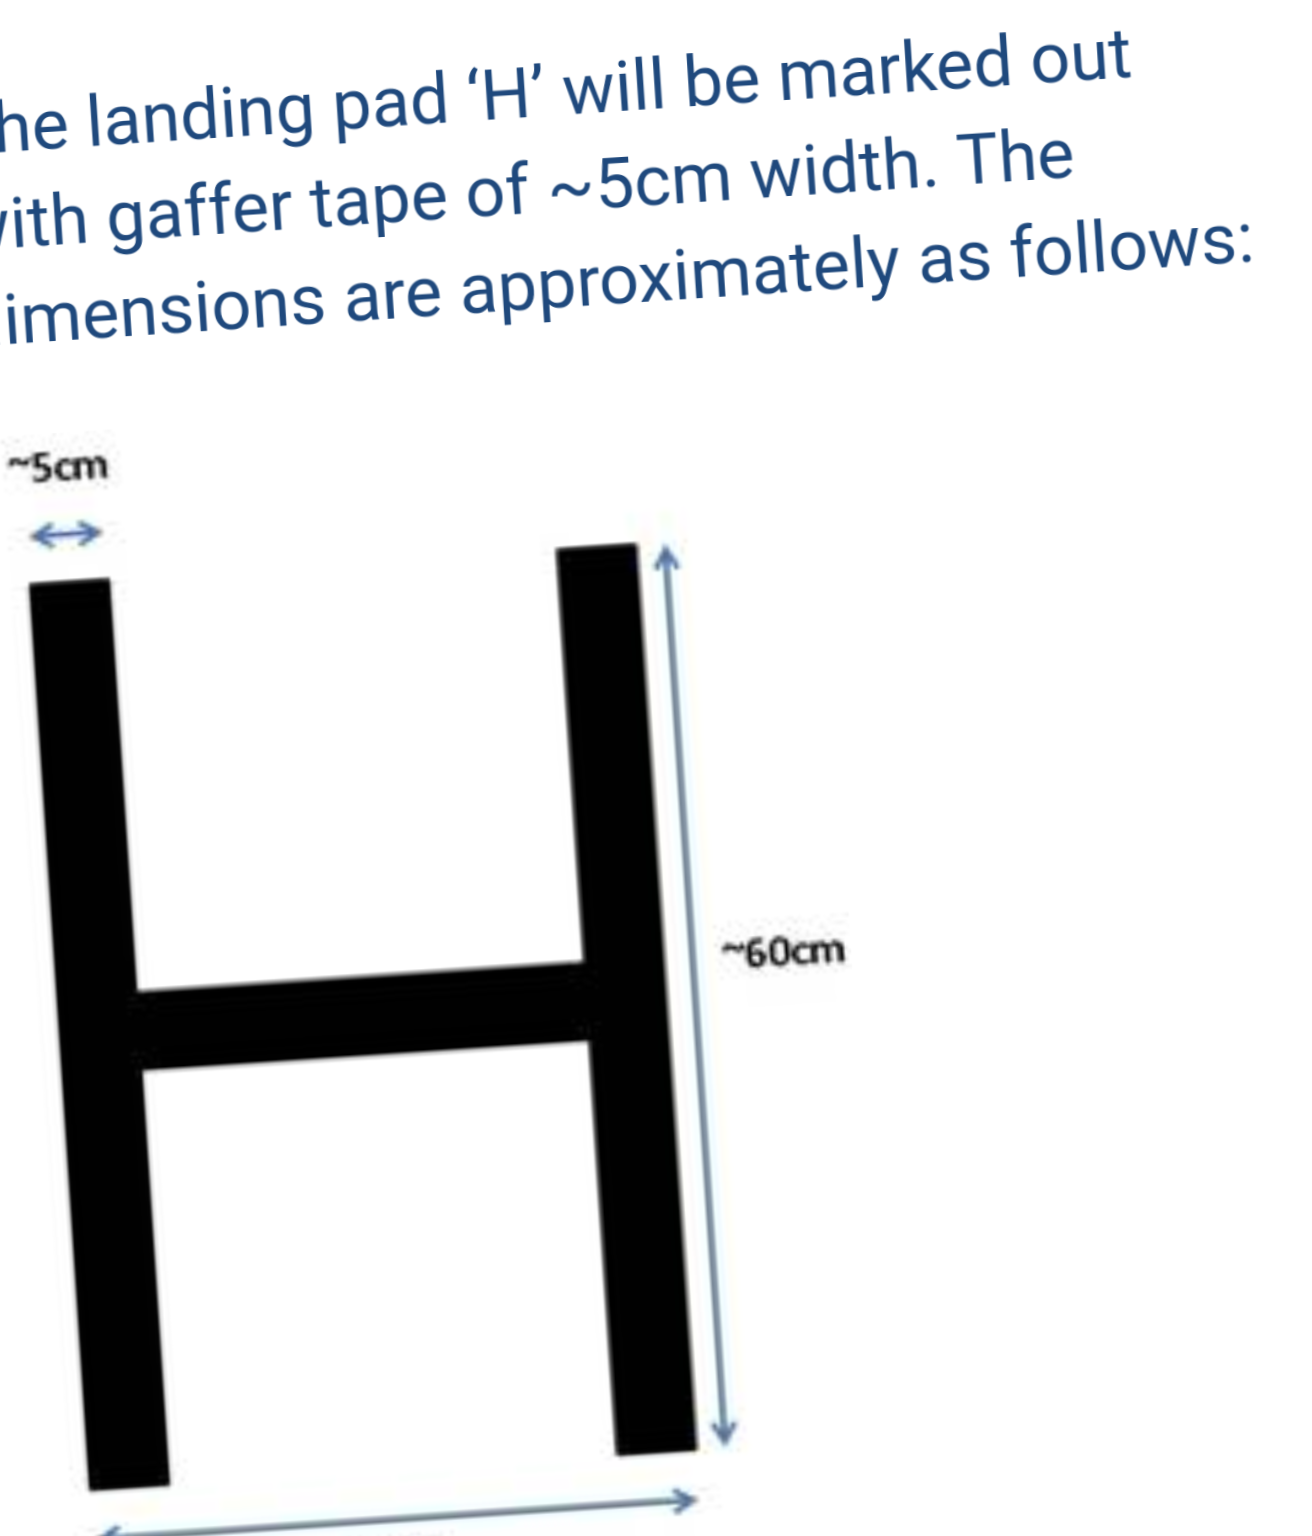 he landing pad ‘H’ will be marked out
ith gaffer tape of ~5cm width. The
imensions are approximately as follows:
~5cm
~60cm